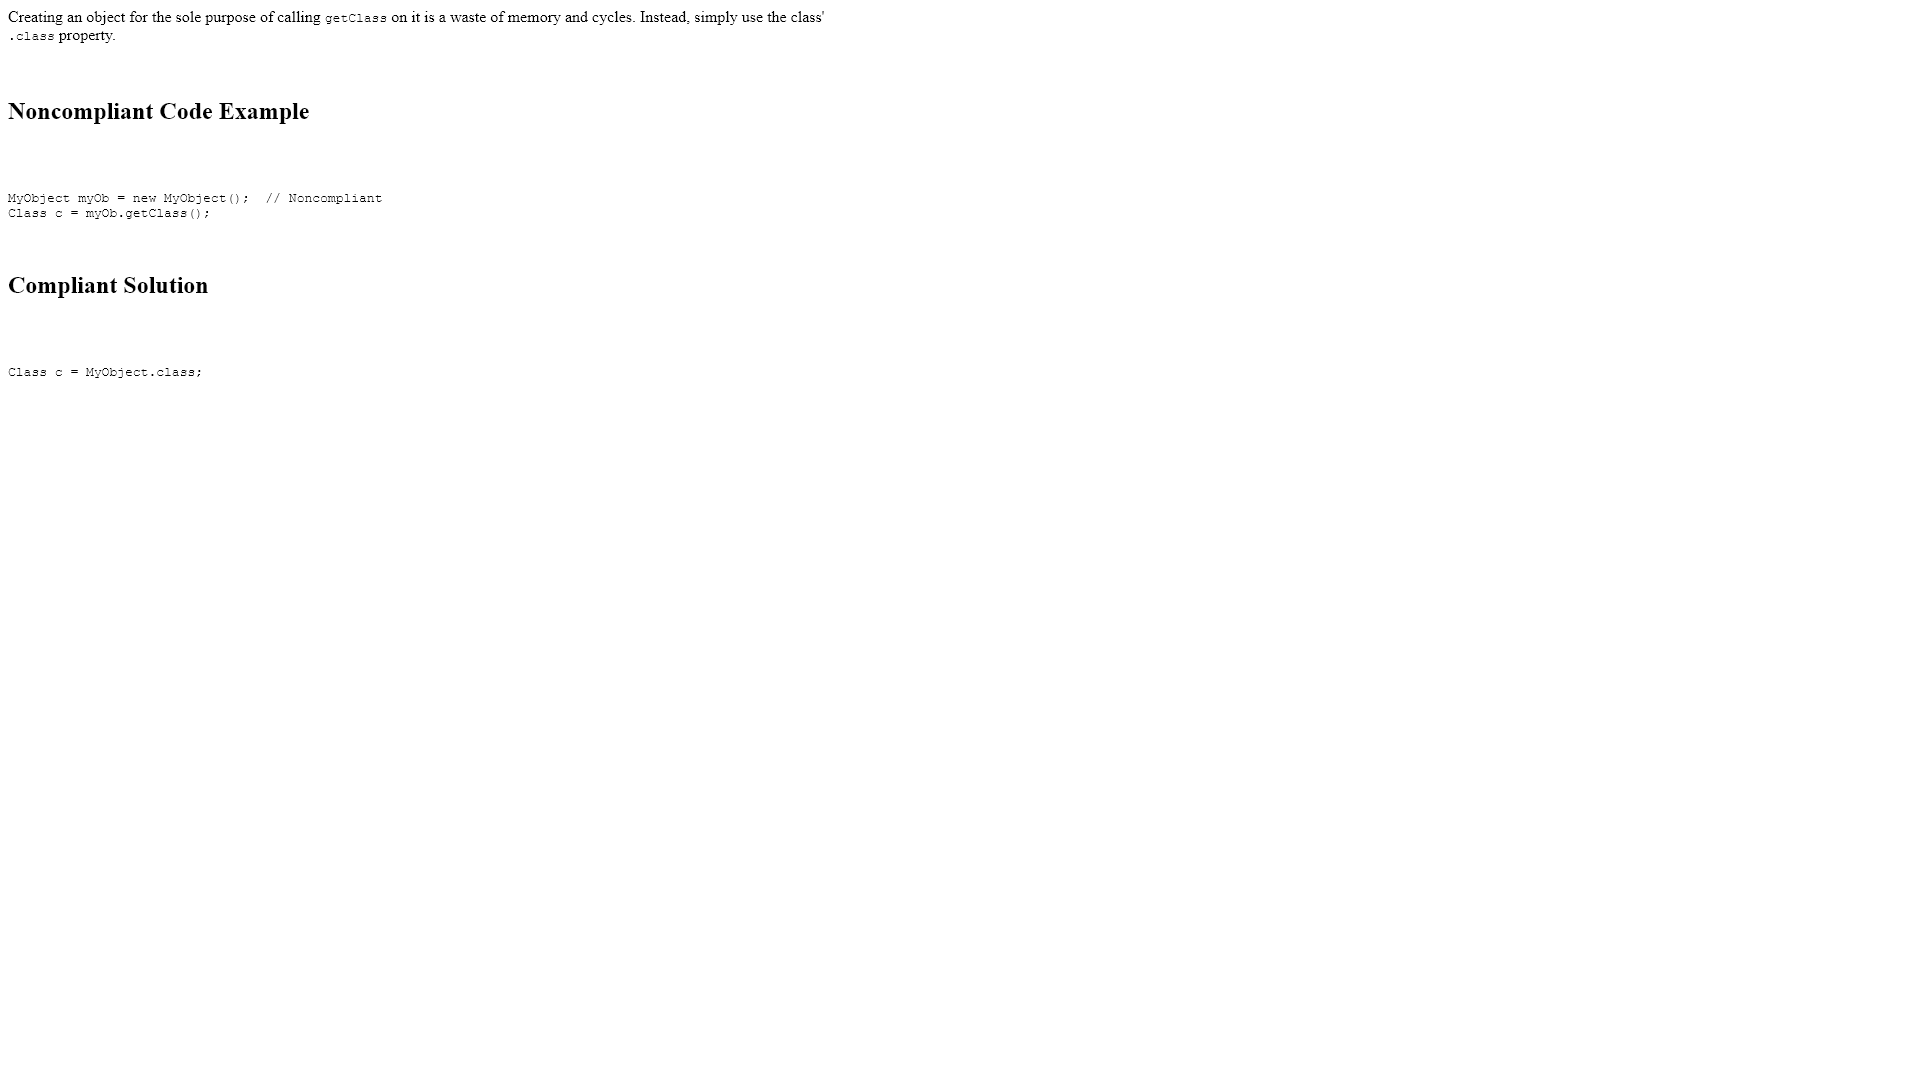 Creating an object for the sole purpose of calling getClass on it is a waste of memory and cycles. Instead, simply use the class'
.class property.
Noncompliant Code Example
MyObject myOb = new MyObject();  // Noncompliant
Class c = myOb.getClass();
Compliant Solution
Class c = MyObject.class;